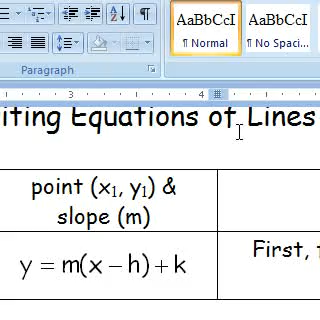 AaBbCcI AaBbCcI
¶ Normal ¶ No Spaci...
Paragraph
3 4
iting Equations of Lines
point (x₁, y₁) &
slope (m)
y = m(x − h) + k
First,